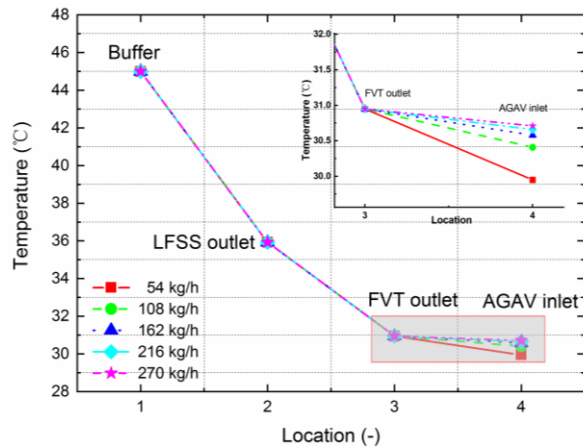 48
46
44
42
40
38
36
34
32
30
28
Temperature (℃)
1
2
3
4
Location (-)
Buffer
LFSS outlet
FVT outlet
AGAV inlet
54 kg/h
108 kg/h
162 kg/h
216 kg/h
270 kg/h
32.0
31.5
31.0
30.5
30.0
Temperature (℃)
FVT outlet
AGAV inlet
3
4
Location